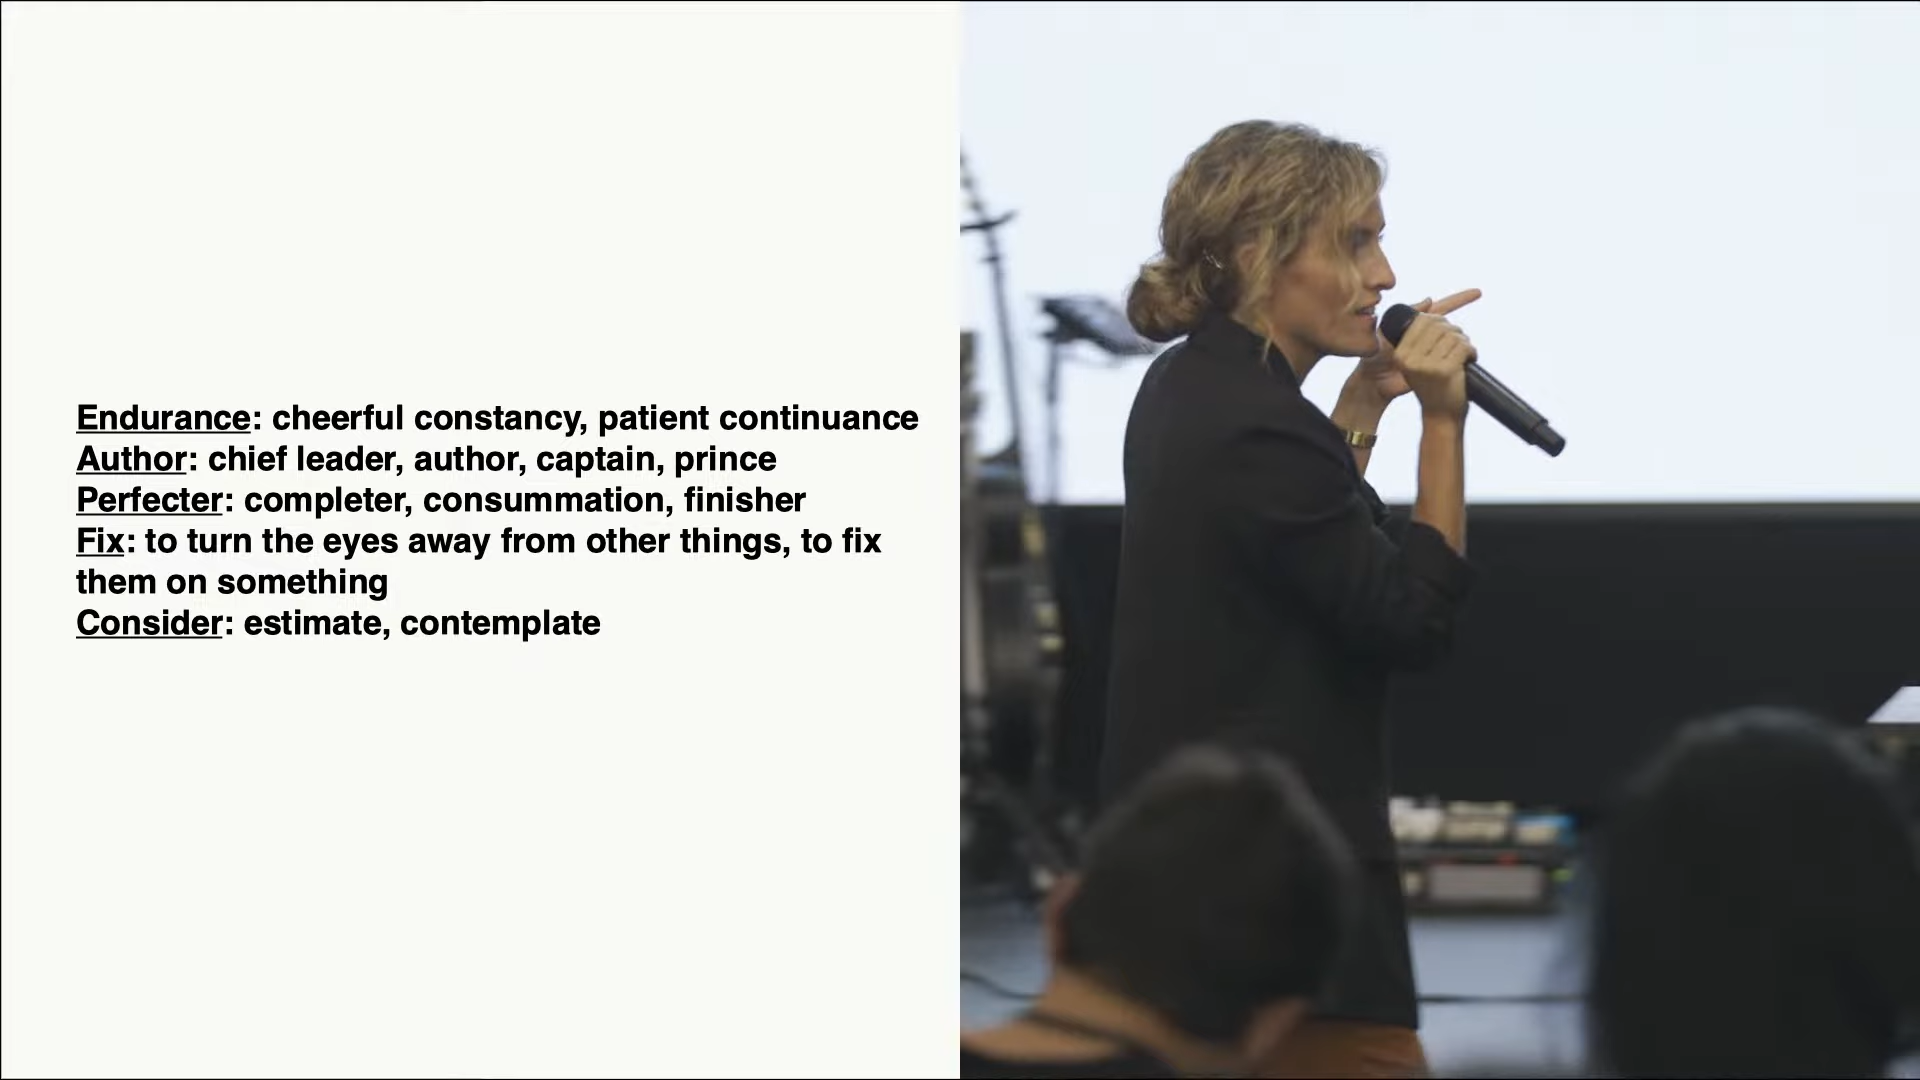 Endurance: cheerful constancy, patient continuance
Author: chief leader, author, captain, prince
Perfecter: completer, consummation, finisher
Fix: to turn the eyes away from other things, to fix
them on something
Consider: estimate, contemplate